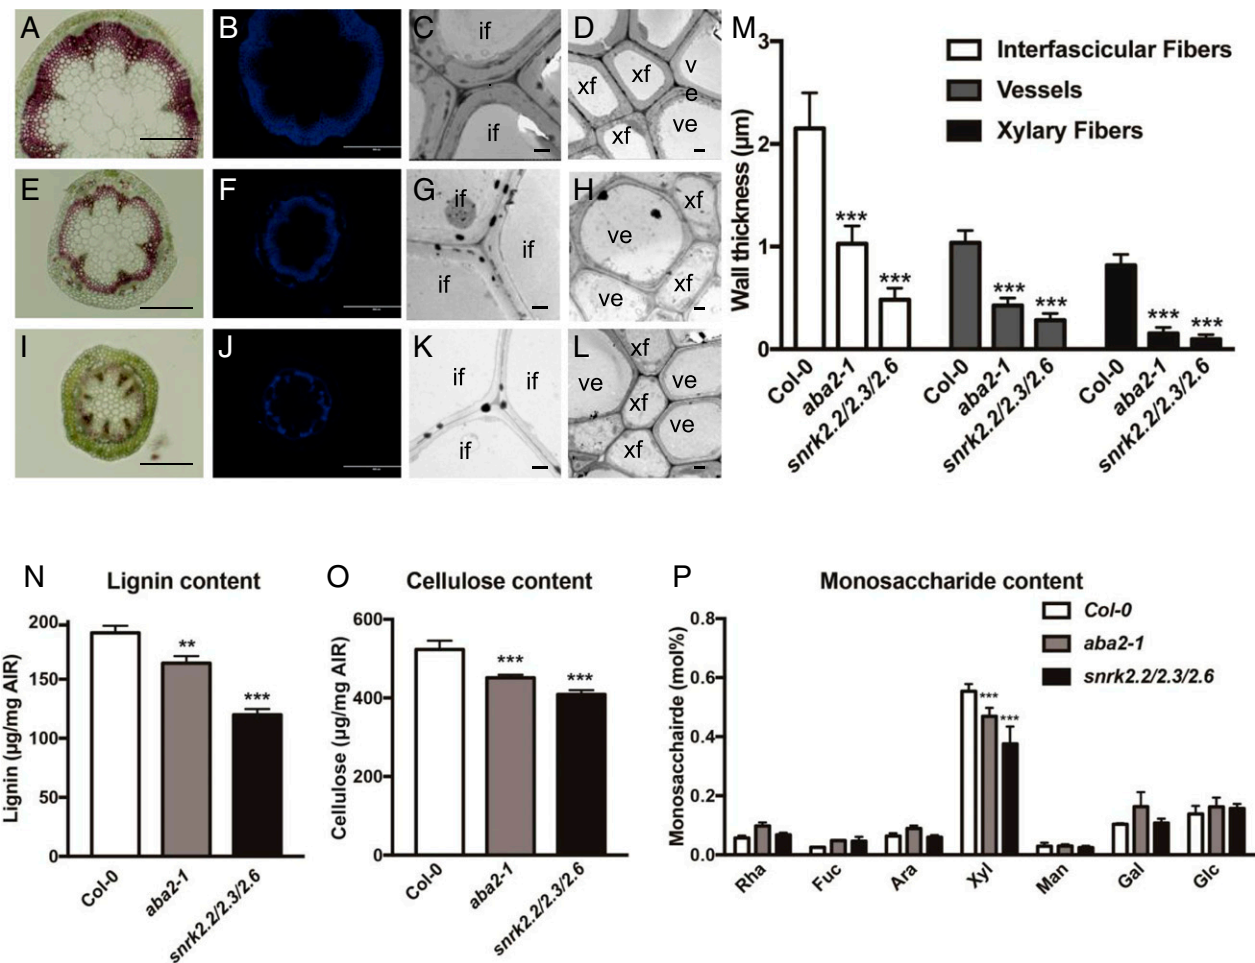 A
B
C
if
if
D
xf
xf
v
e
xf
ve
E
F
G
if
if
if
H
xf
ve
xf
ve
I
J
K
if
if
if
L
xf
ve
ve
xf
ve
xf
M
Interfascicular Fibers
Vessels
Xylary Fibers
Wall thickness (μm)
3
2
1
0
***
***
***
***
***
***
Col-0
aba2-1
snrk2.2/2.3/2.6
Col-0
aba2-1
snrk2.2/2.3/2.6
Col-0
aba2-1
snrk2.2/2.3/2.6
N
Lignin content
Lignin (μg/mg AIR)
200
150
100
50
0
**
***
Col-0
aba2-1
snrk2.2/2.3/2.6
O
Cellulose content
Cellulose (μg/mg AIR)
600
400
200
0
***
***
Col-0
aba2-1
snrk2.2/2.3/2.6
P
Monosaccharide content
Col-0
aba2-1
snrk2.2/2.3/2.6
Monosacchairde (mol%)
0.8
0.6
0.4
0.2
0.0
***
***
Rha
Fuc
Ara
Xyl
Man
Gal
Glc